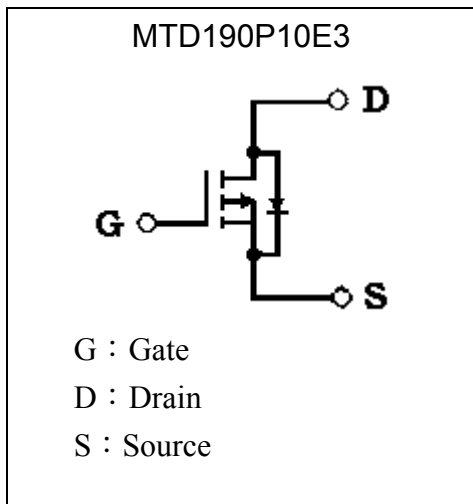 MTD190P10E3
D
G
S
G：Gate
D：Drain
S：Source